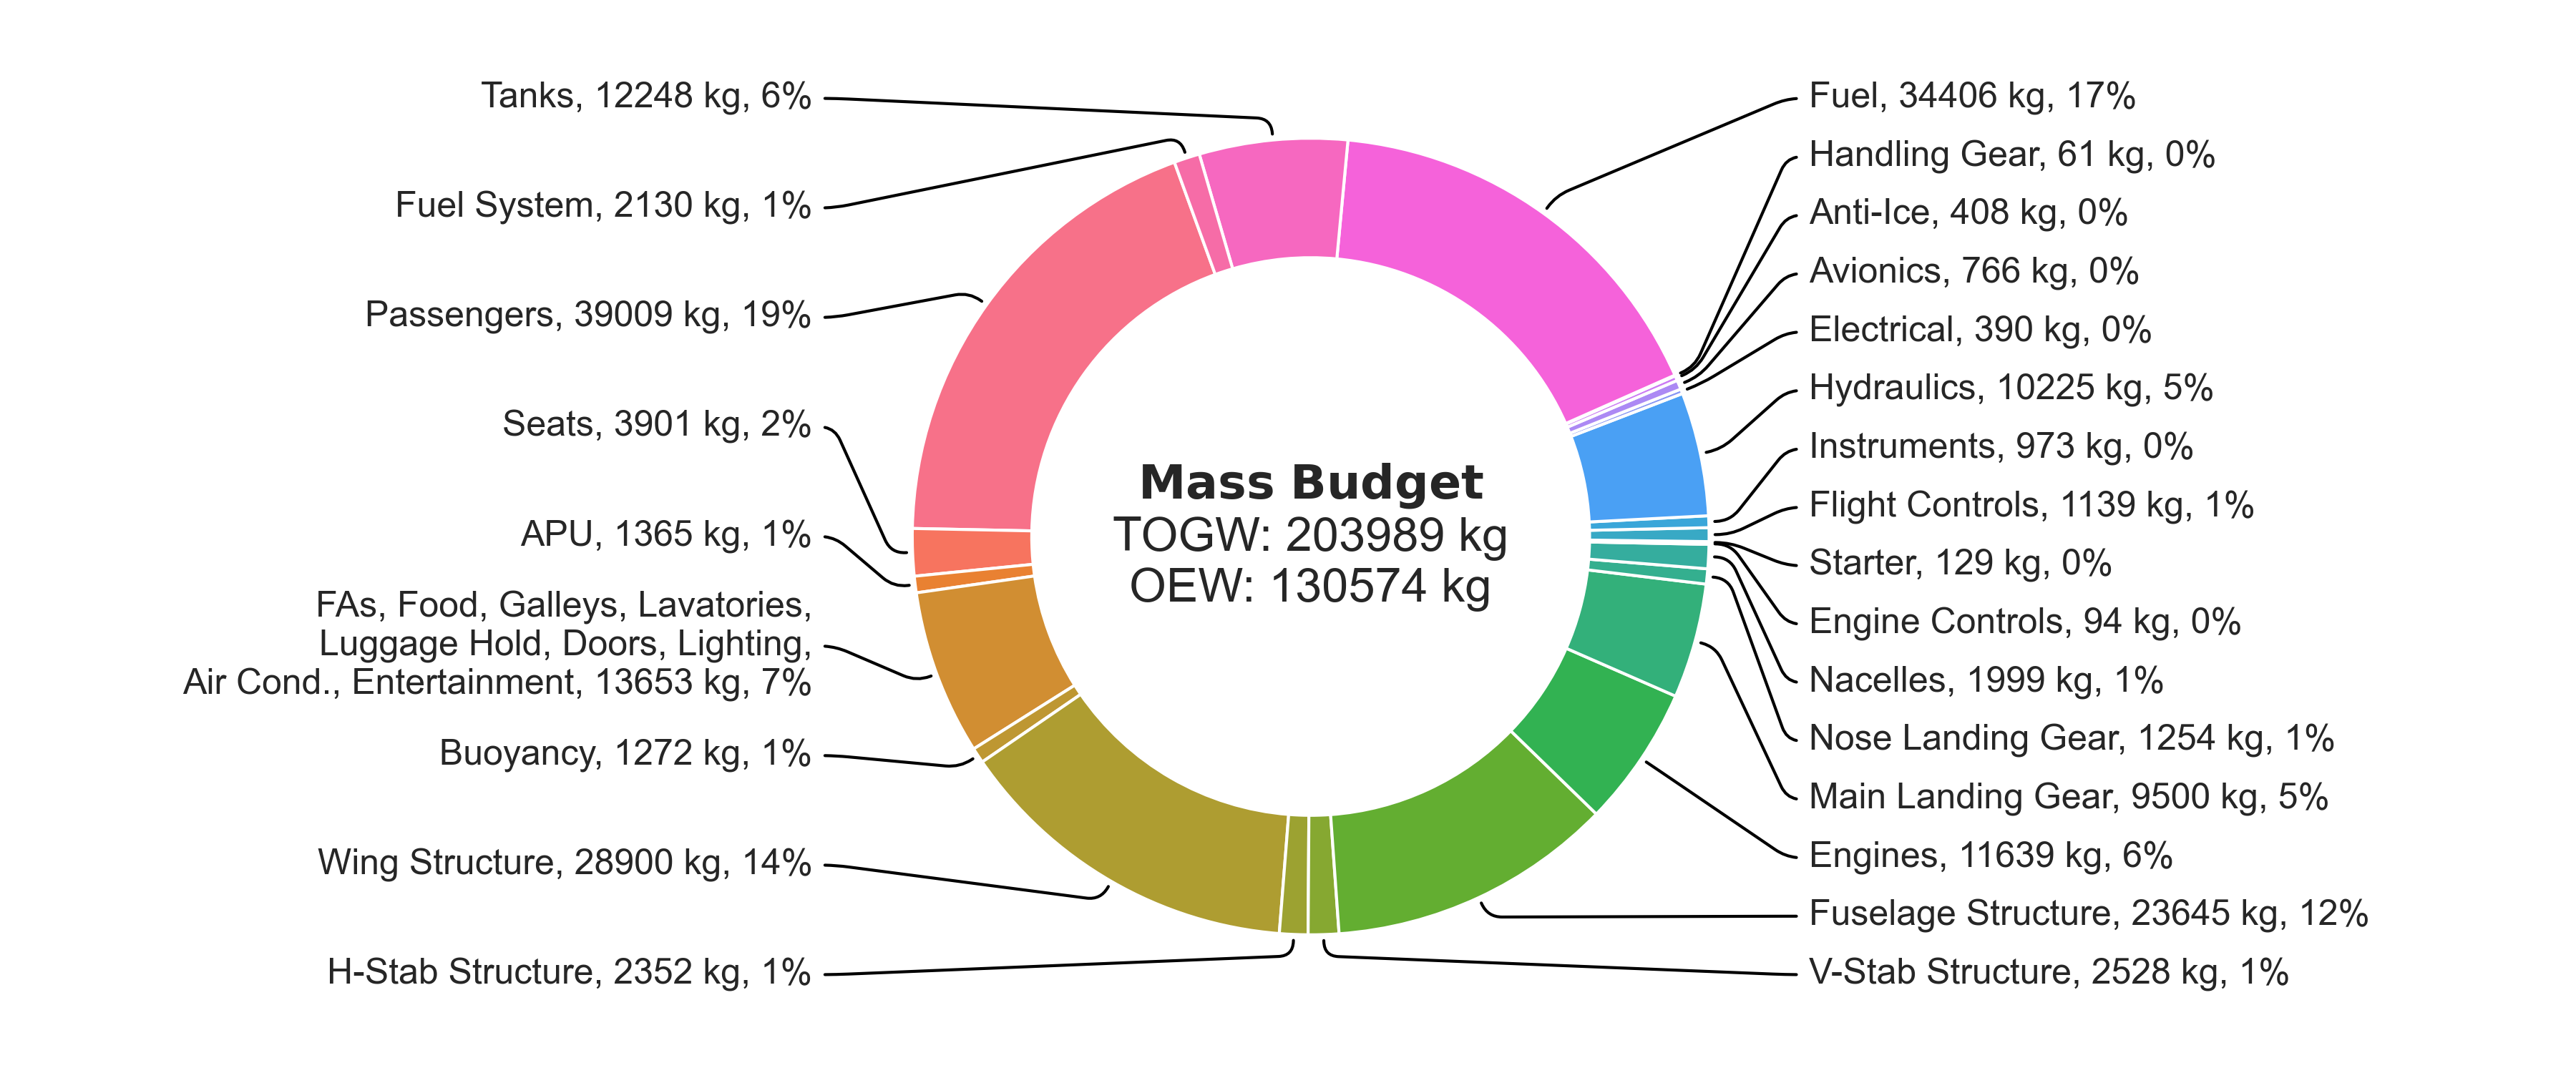 Tanks, 12248 kg, 6%
Fuel System, 2130 kg, 1%
Passengers, 39009 kg, 19%
Seats, 3901 kg, 2%
APU, 1365 kg, 1%
FAs, Food, Galleys, Lavatories,
Luggage Hold, Doors, Lighting,
Air Cond., Entertainment, 13653 kg, 7%
Buoyancy, 1272 kg, 1%
Wing Structure, 28900 kg, 14%
H-Stab Structure, 2352 kg, 1%
Mass Budget
TOGW: 203989 kg
OEW: 130574 kg
Fuel, 34406 kg, 17%
Handling Gear, 61 kg, 0%
Anti-Ice, 408 kg, 0%
Avionics, 766 kg, 0%
Electrical, 390 kg, 0%
Hydraulics, 10225 kg, 5%
Instruments, 973 kg, 0%
Flight Controls, 1139 kg, 1%
Starter, 129 kg, 0%
Engine Controls, 94 kg, 0%
Nacelles, 1999 kg, 1%
Nose Landing Gear, 1254 kg, 1%
Main Landing Gear, 9500 kg, 5%
Engines, 11639 kg, 6%
Fuselage Structure, 23645 kg, 12%
V-Stab Structure, 2528 kg, 1%